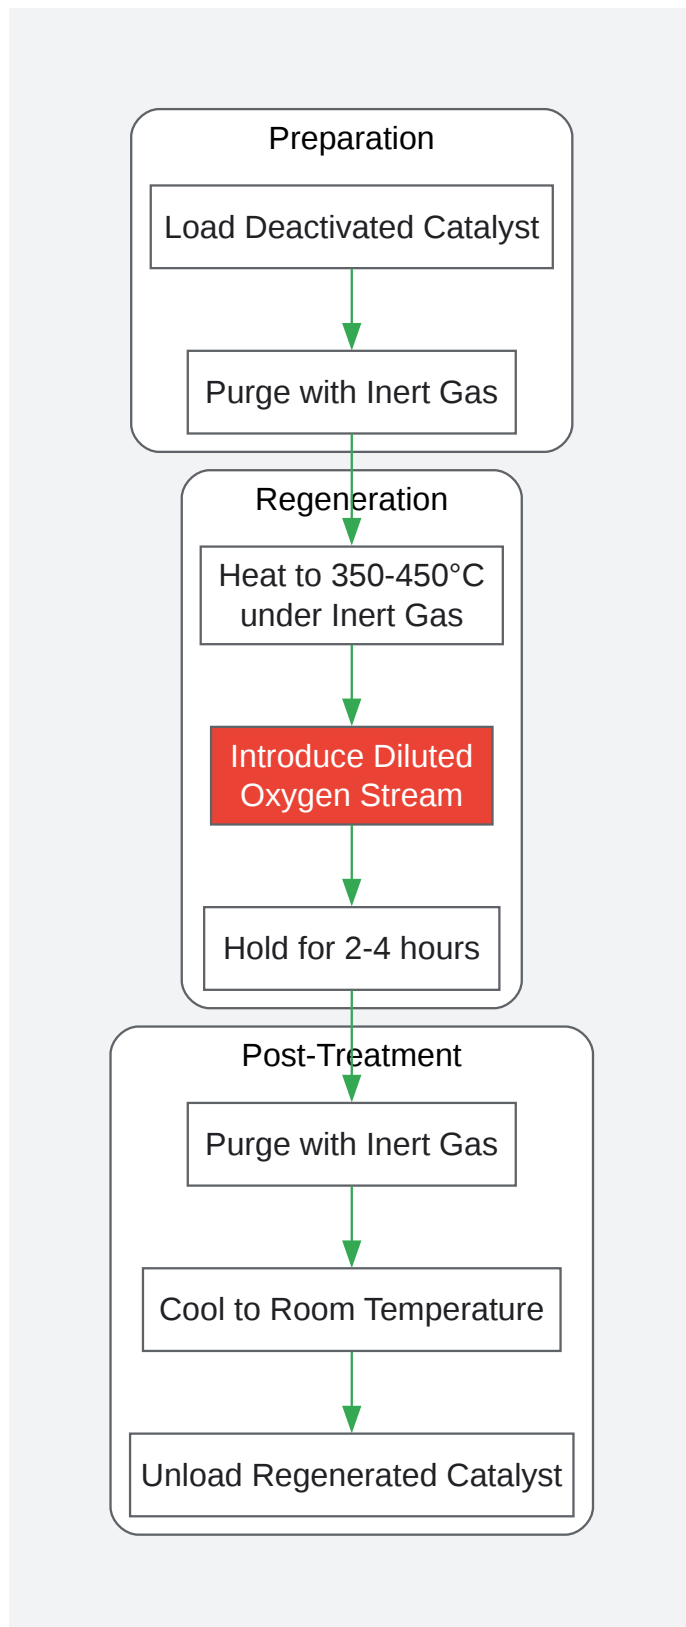 Preparation
Load Deactivated Catalyst
Purge with Inert Gas
Regeneration
Heat to 350-450°C
under Inert Gas
Introduce Diluted
Oxygen Stream
Hold for 2-4 hours
Post-Treatment
Purge with Inert Gas
Cool to Room Temperature
Unload Regenerated Catalyst